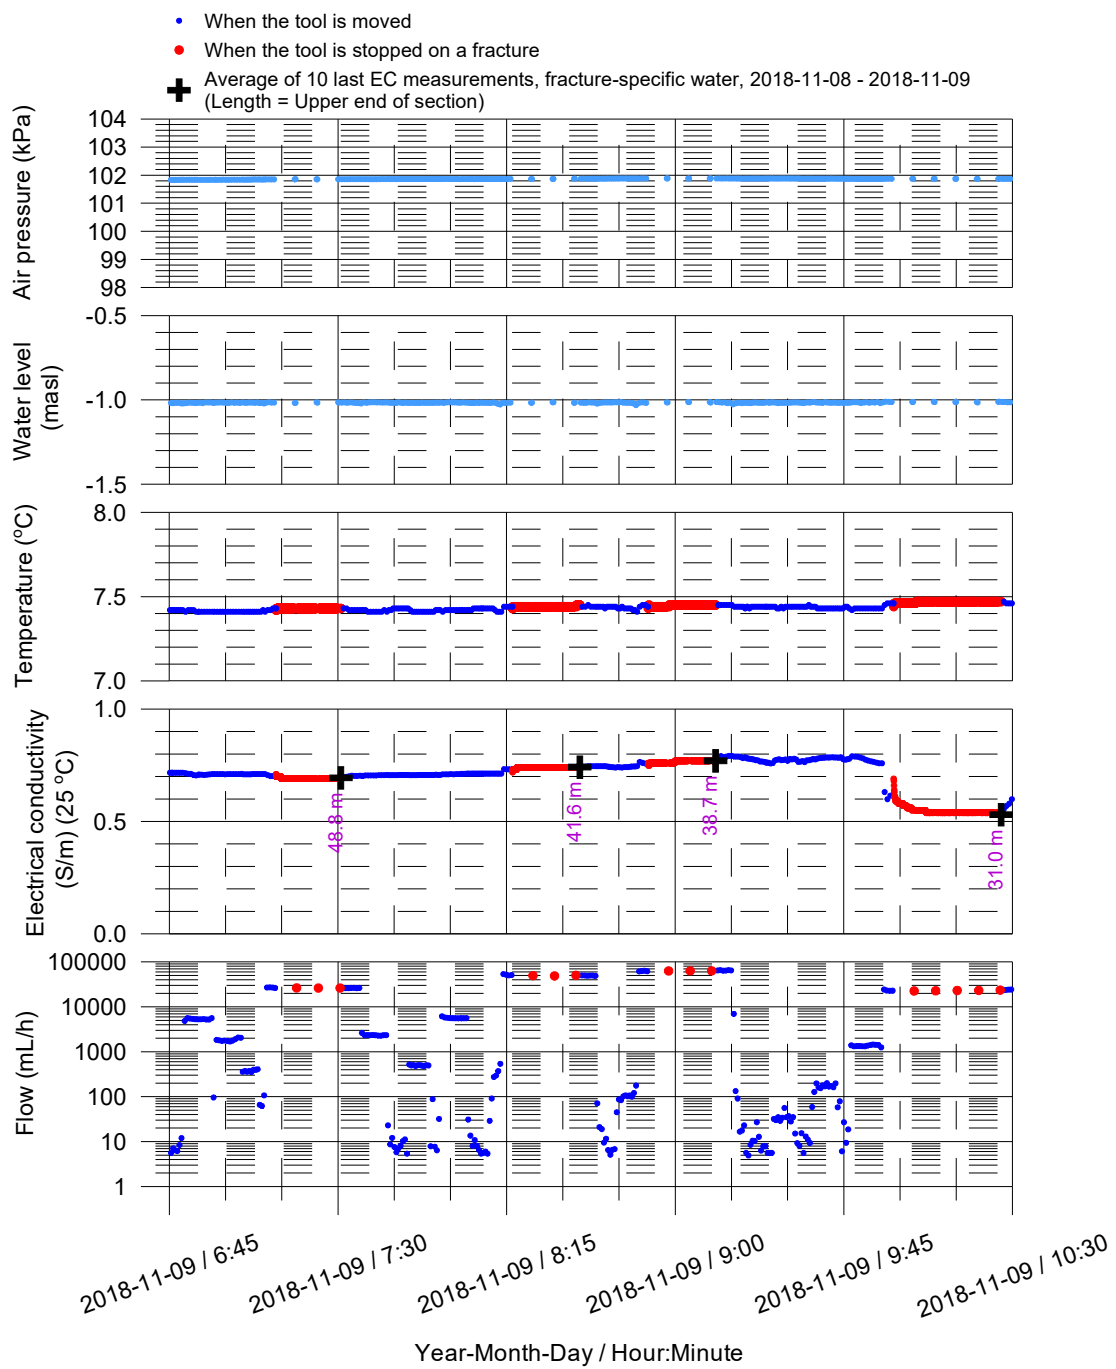 When the tool is moved
When the tool is stopped on a fracture
Average of 10 last EC measurements, fracture-specific water, 2018-11-08 - 2018-11-09
(Length = Upper end of section)
Air pressure (kPa)
104
103
102
101
100
99
98
Water level
(masl)
-0.5
-1.0
-1.5
Temperature (°C)
8.0
7.5
7.0
Electrical conductivity
(S/m) (25 °C)
1.0
0.5
0.0
48.8 m
41.6 m
38.7 m
31.0 m
Flow (mL/h)
100000
10000
1000
100
10
1
2018-11-09 / 6:45
2018-11-09 / 7:30
2018-11-09 / 8:15
2018-11-09 / 9:00
2018-11-09 / 9:45
2018-11-09 / 10:30
Year-Month-Day / Hour:Minute